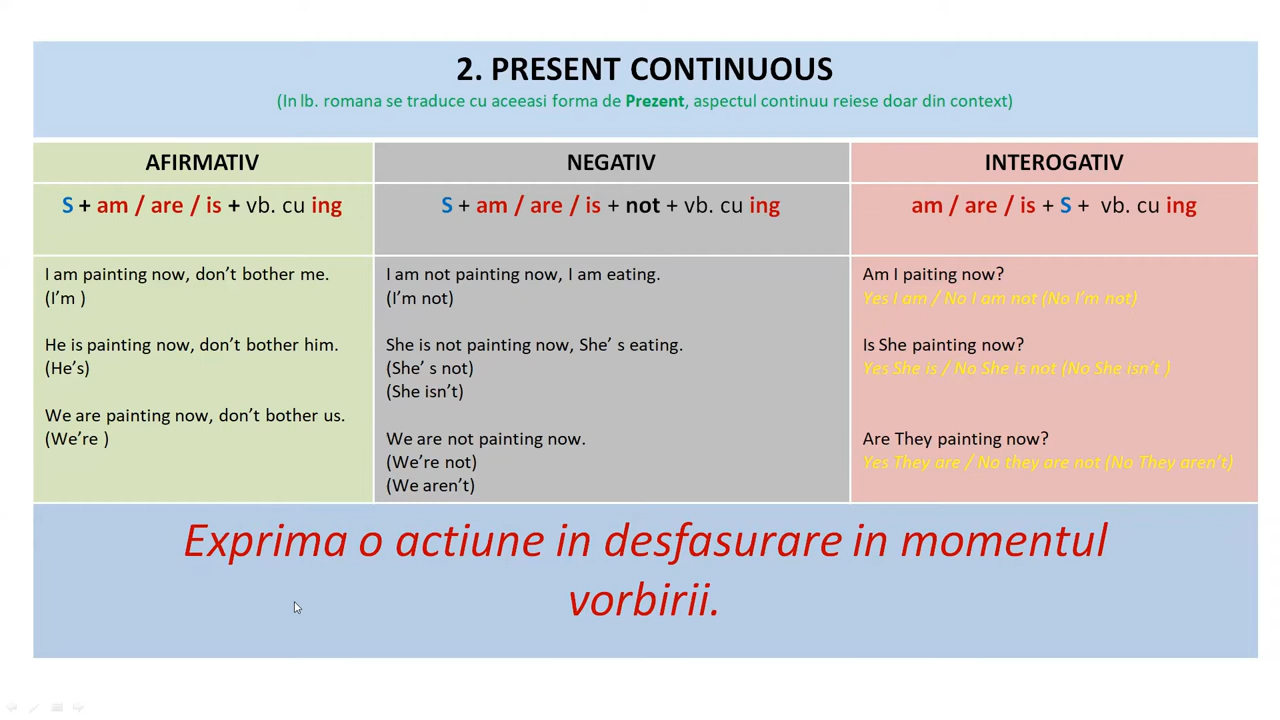 2. PRESENT CONTINUOUS
(In lb. romana se traduce cu aceeasi forma de Prezent, aspectul continuu reiese doar din context)
AFIRMATIV
S + am / are / is + vb. cu ing
I am painting now, don't bother me.
(I'm )
He is painting now, don't bother him.
(He's)
We are painting now, don't bother us.
(We're )
NEGATIV
S + am / are / is + not + vb. cu ing
I am not painting now, I am eating.
(I'm not)
She is not painting now, She' s eating.
(She' s not)
(She isn't)
We are not painting now.
(We're not)
(We aren't)
INTEROGATIV
am / are / is + S + vb. cu ing
Am I paiting now?
Yes I am / No I am not (No I'm not)
Is She painting now?
Yes She is / No She is not (No She isn't )
Are They painting now?
Yes They are / No they are not (No They aren't)
Exprima o actiune in desfasurare in momentul
vorbirii.